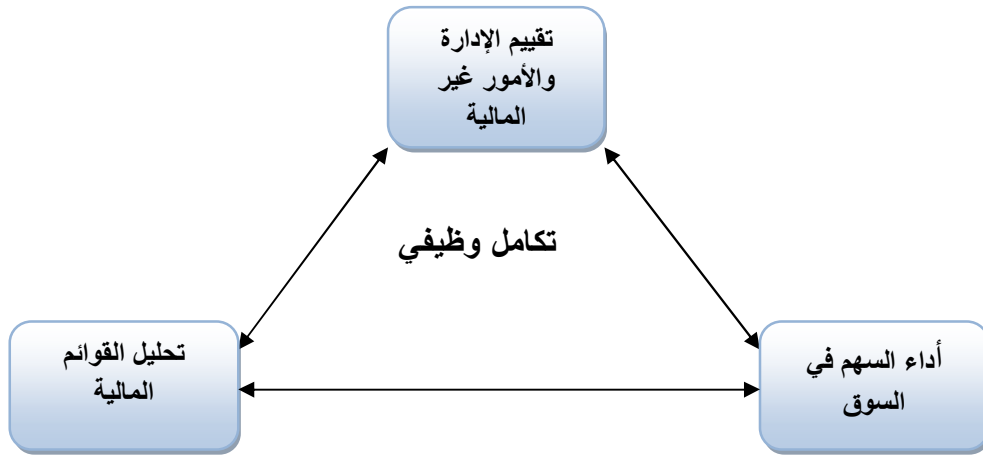 تقييم الإدارة
والأمور غير
المالية
تكامل وظيفي
تحليل القوائم
المالية
أداء السهم في
السوق